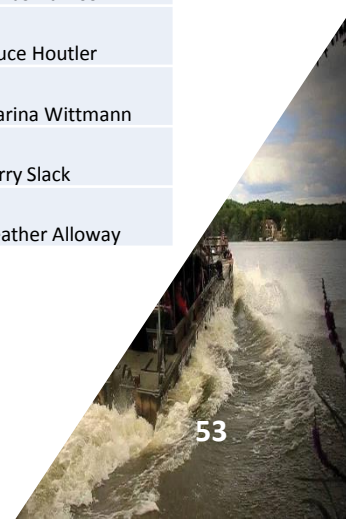 uce Houtler
arina Wittmann
rry Slack
ather Alloway
53